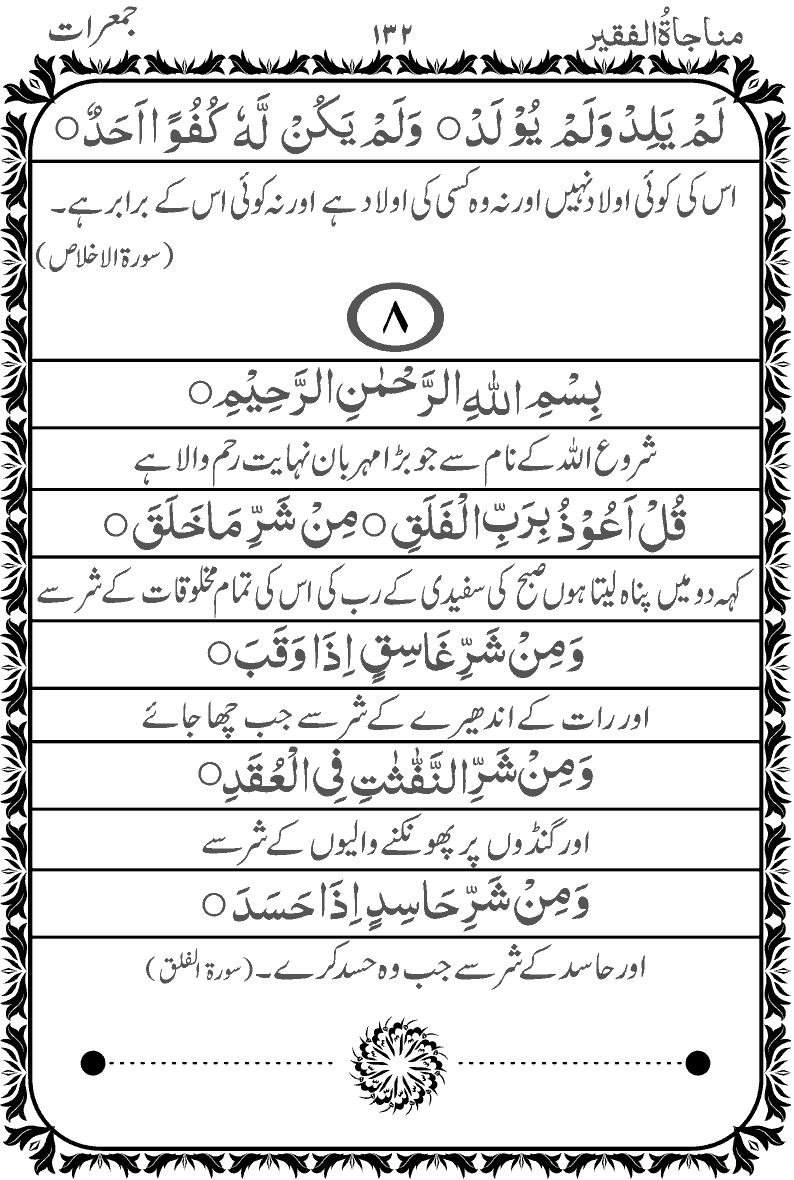 مناجاۃُالفقیر ۱۳۲ جمعرات
لَمْ یَلِدْ وَلَمْ یُوْلَدْ ○ وَلَمْ یَكُنْ لَّهٗ كُفُوًا اَحَدٌ ○
اس کی کوئی اولاد نہیں اور نہ وہ کسی کی اولاد ہے اور نہ کوئی اس کے برابر ہے۔
(سورۃ الاخلاص)
۸
بِسْمِ اللهِ الرَّحْمٰنِ الرَّحِیْمِ ○
شروع اللہ کے نام سے جو بڑا مہربان نہایت رحم والا ہے
قُلْ اَعُوْذُ بِرَبِّ الْفَلَقِ ○ مِنْ شَرِّ مَا خَلَقَ ○
کہہ دو میں پناہ لیتا ہوں صبح کی سفیدی کے رب کی اس کی تمام مخلوقات کے شر سے
وَمِنْ شَرِّ غَاسِقٍ اِذَا وَقَبَ ○
اور رات کے اندھیرے کے شر سے جب چھا جائے
وَمِنْ شَرِّ النَّفّٰثٰتِ فِی الْعُقَدِ ○
اور گنڈوں پر پھونکنے والیوں کے شر سے
وَمِنْ شَرِّ حَاسِدٍ اِذَا حَسَدَ ○
اور حاسد کے شر سے جب وہ حسد کرے۔ (سورۃ الفلق)